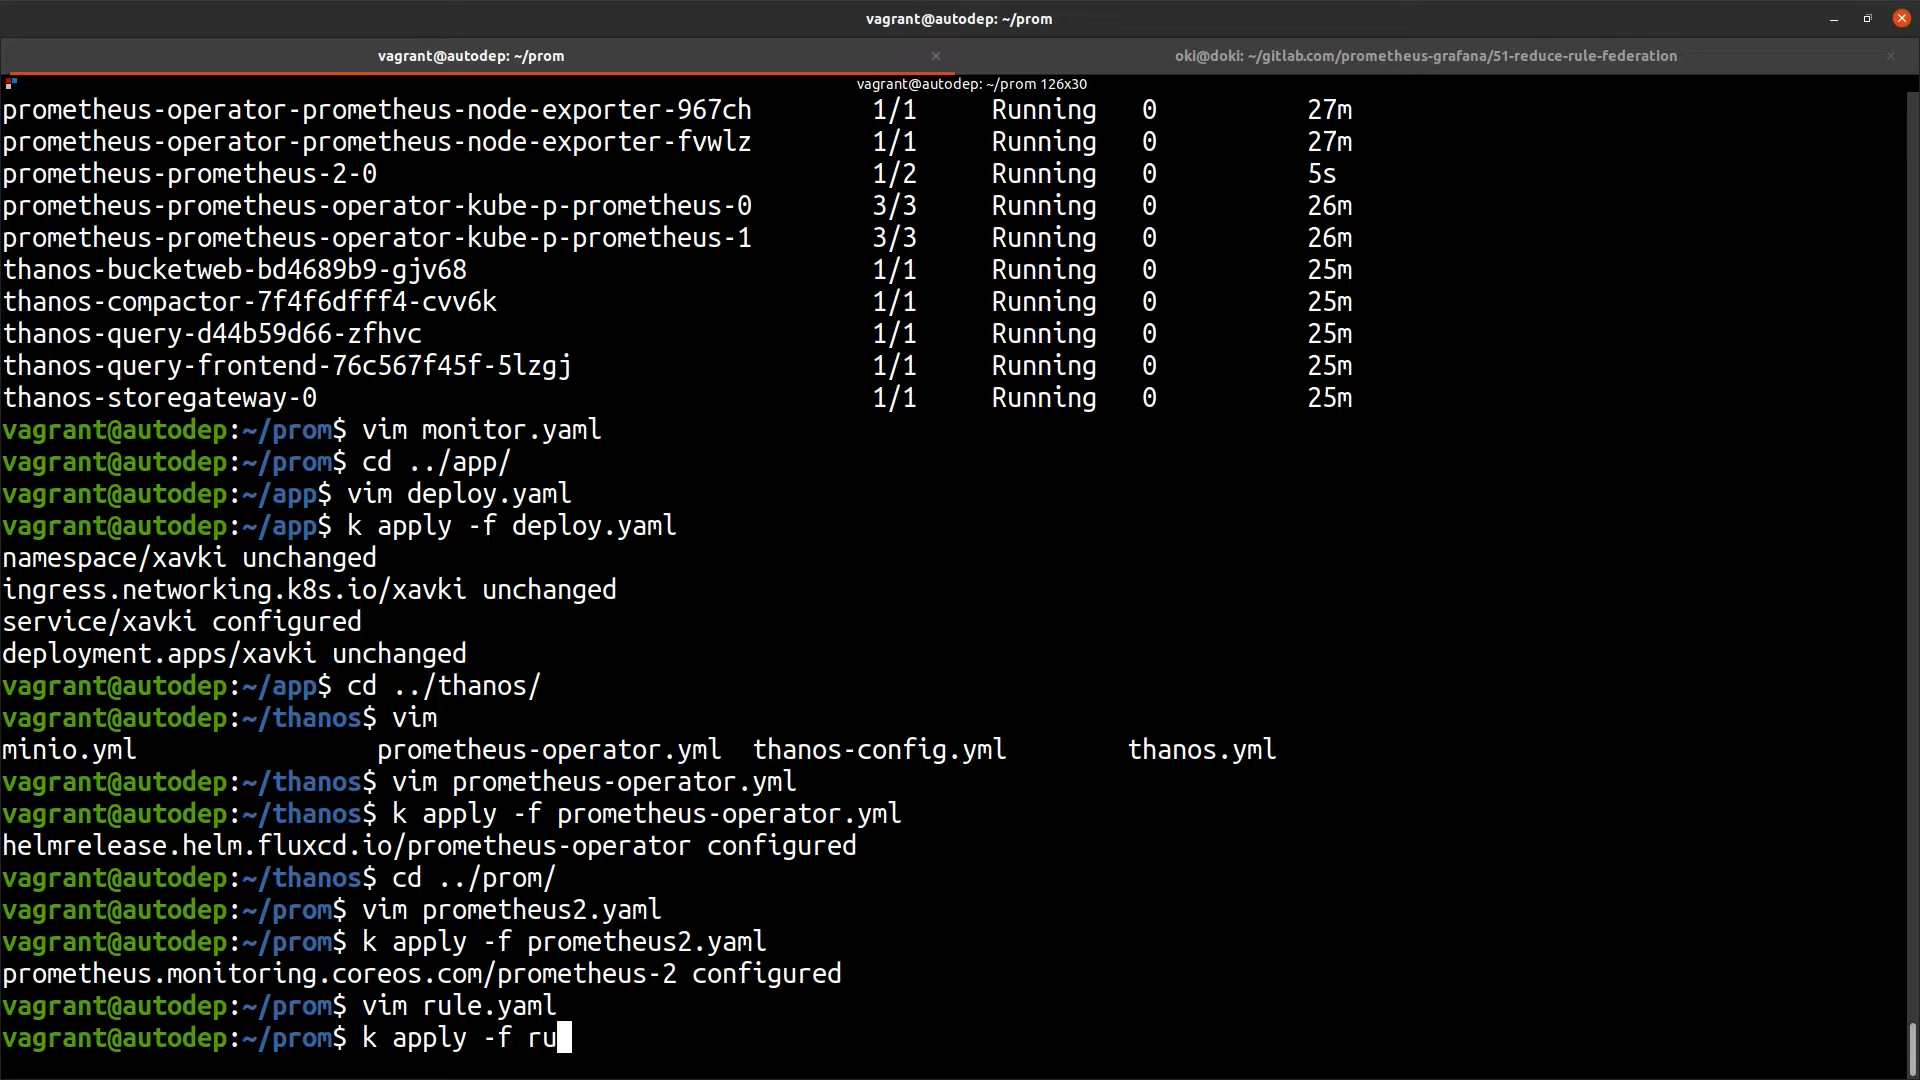 vagrant@autodep: ~/prom
vagrant@autodep: ~/prom
oki@doki: ~/gitlab.com/prometheus-grafana/51-reduce-rule-federation
vagrant@autodep: ~/prom 126x30
prometheus-operator-prometheus-node-exporter-967ch 1/1 Running 0 27m
prometheus-operator-prometheus-node-exporter-fvwlz 1/1 Running 0 27m
prometheus-prometheus-2-0 1/2 Running 0 5s
prometheus-prometheus-operator-kube-p-prometheus-0 3/3 Running 0 26m
prometheus-prometheus-operator-kube-p-prometheus-1 3/3 Running 0 26m
thanos-bucketweb-bd4689b9-gjv68 1/1 Running 0 25m
thanos-compactor-7f4f6dfff4-cvv6k 1/1 Running 0 25m
thanos-query-d44b59d66-zfhvc 1/1 Running 0 25m
thanos-query-frontend-76c567f45f-5lzgj 1/1 Running 0 25m
thanos-storegateway-0 1/1 Running 0 25m
vagrant@autodep:~/prom$ vim monitor.yaml
vagrant@autodep:~/prom$ cd ../app/
vagrant@autodep:~/app$ vim deploy.yaml
vagrant@autodep:~/app$ k apply -f deploy.yaml
namespace/xavki unchanged
ingress.networking.k8s.io/xavki unchanged
service/xavki configured
deployment.apps/xavki unchanged
vagrant@autodep:~/app$ cd ../thanos/
vagrant@autodep:~/thanos$ vim
minio.yml prometheus-operator.yml thanos-config.yml thanos.yml
vagrant@autodep:~/thanos$ vim prometheus-operator.yml
vagrant@autodep:~/thanos$ k apply -f prometheus-operator.yml
helmrelease.helm.fluxcd.io/prometheus-operator configured
vagrant@autodep:~/thanos$ cd ../prom/
vagrant@autodep:~/prom$ vim prometheus2.yaml
vagrant@autodep:~/prom$ k apply -f prometheus2.yaml
prometheus.monitoring.coreos.com/prometheus-2 configured
vagrant@autodep:~/prom$ vim rule.yaml
vagrant@autodep:~/prom$ k apply -f ru